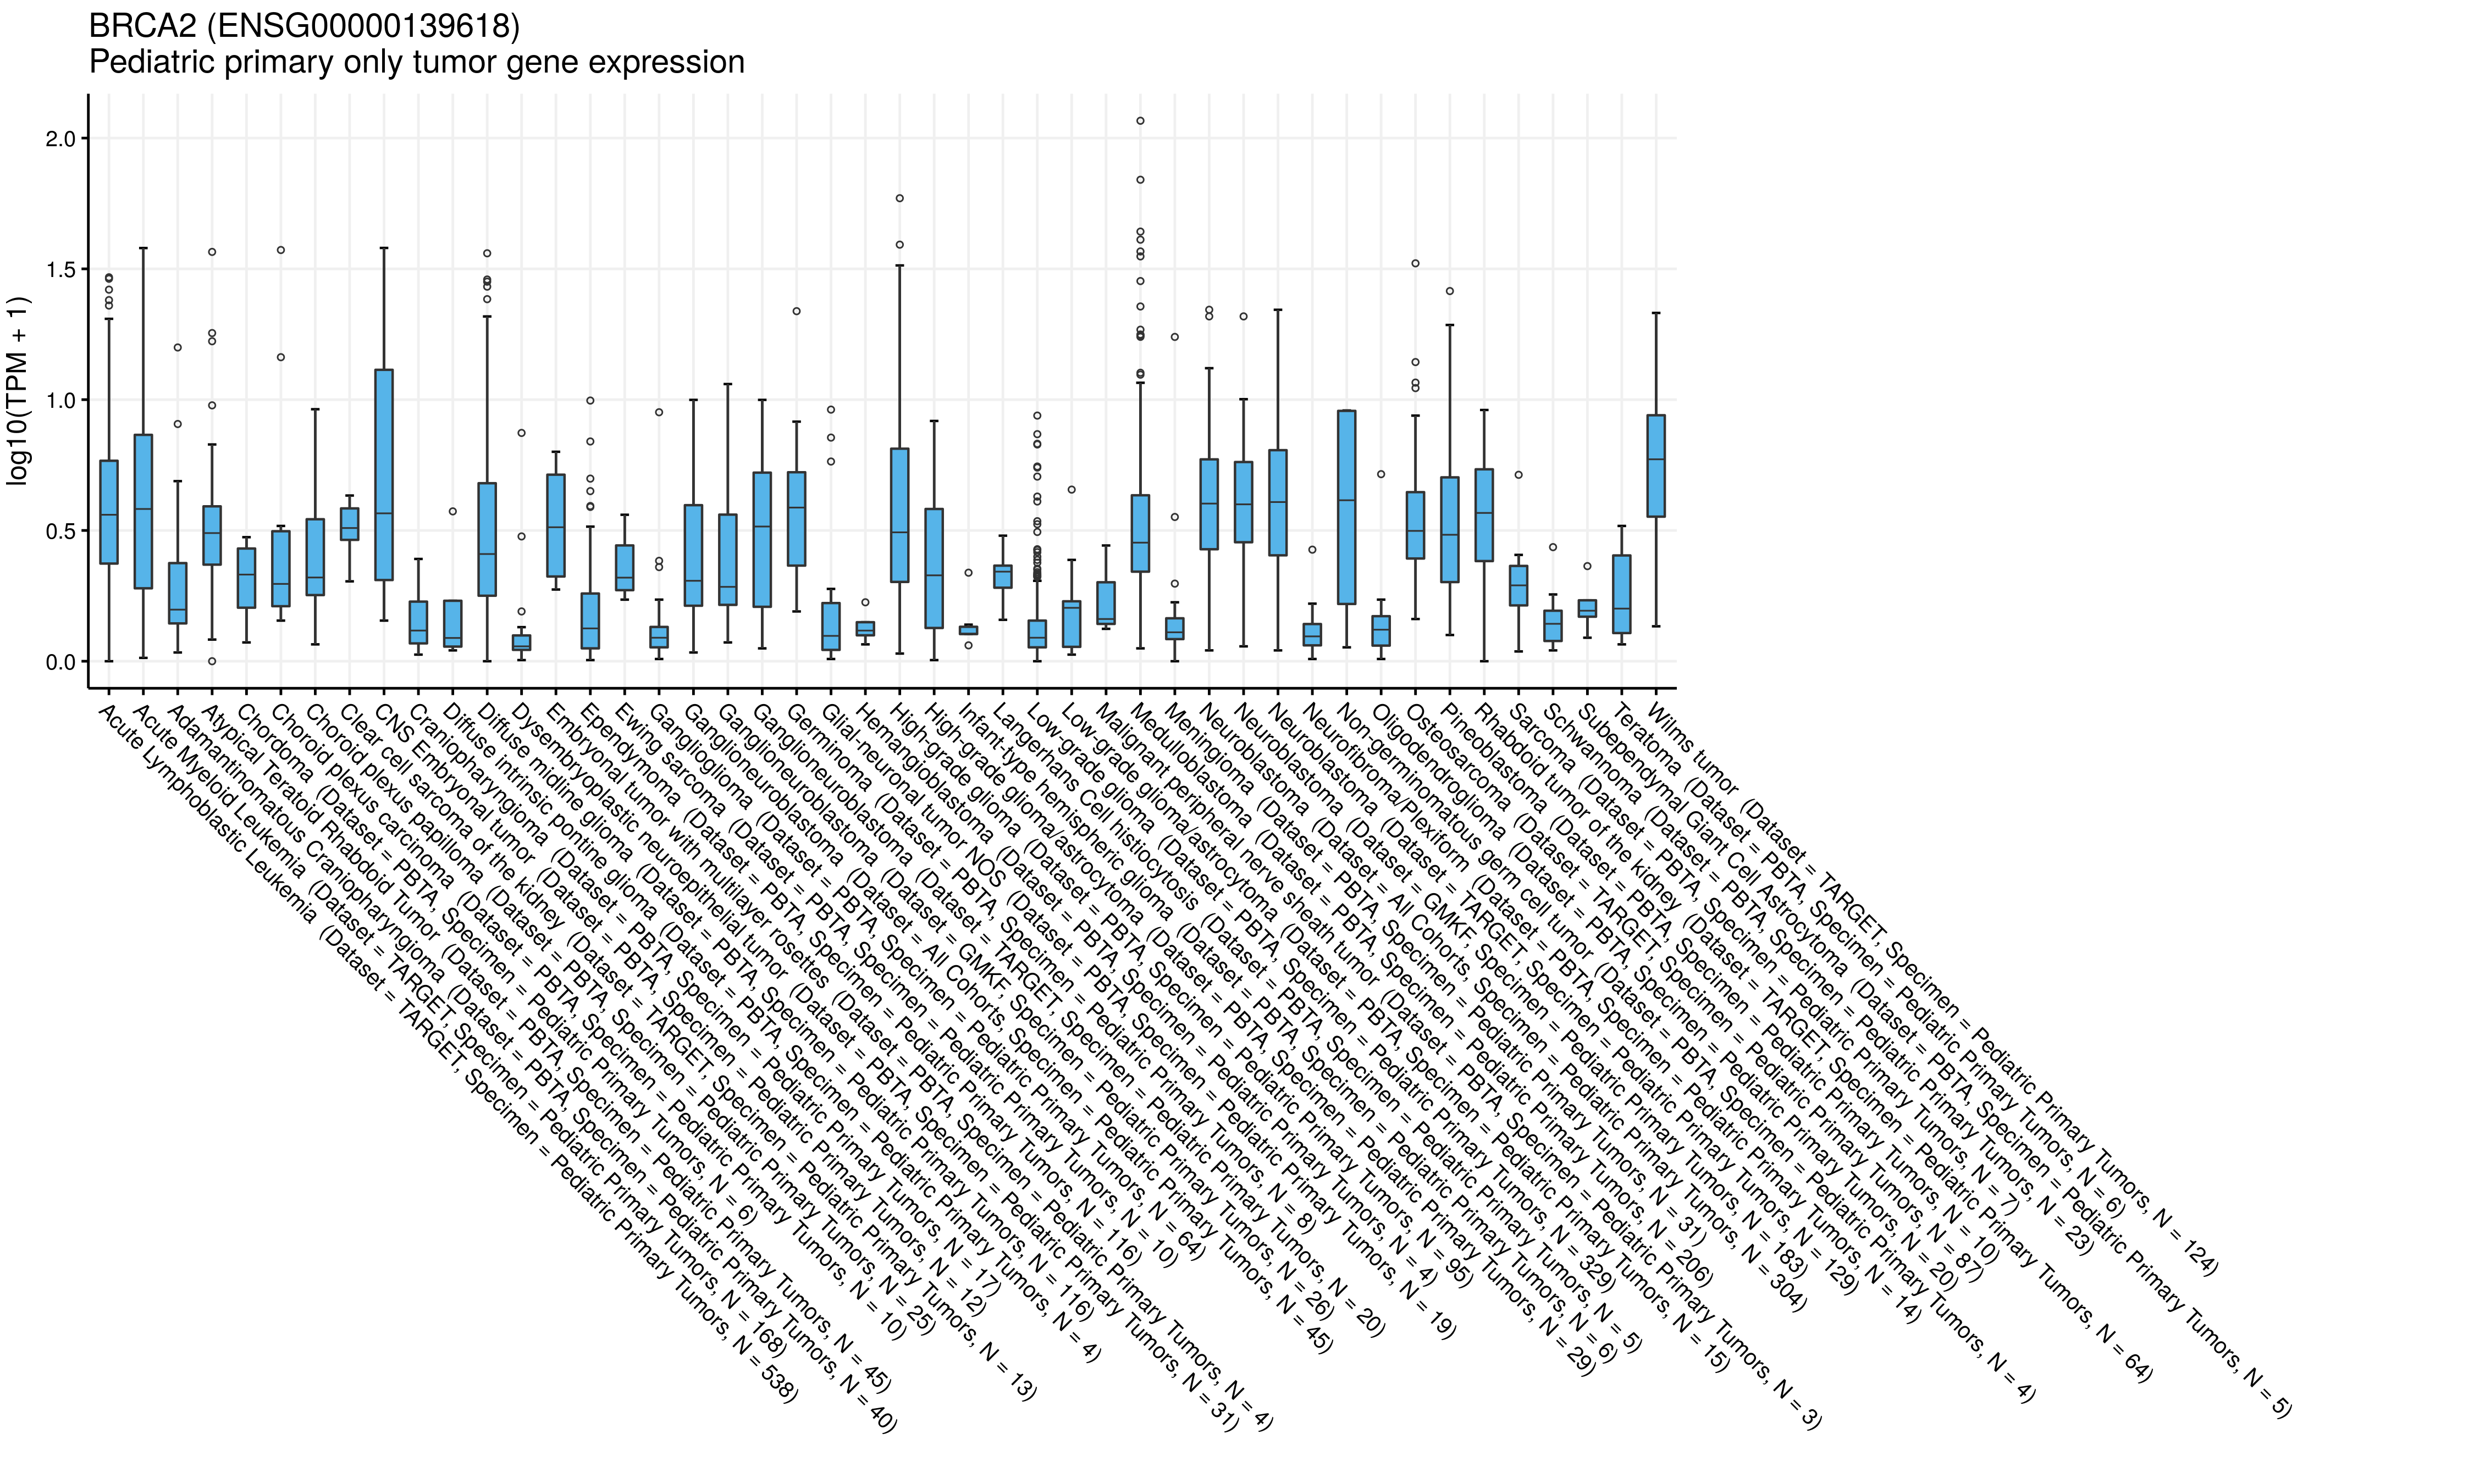 BRCA2 (ENSG00000139618)
Pediatric primary only tumor gene expression
log10(TPM + 1)
2.0
1.5
1.0
0.5
0.0
Acute Lymphoblastic Leukemia (Dataset = TARGET, Specimen = Pediatric Primary Tumors, N = 538)
Acute Myeloid Leukemia (Dataset = TARGET, Specimen = Pediatric Primary Tumors, N = 168)
Adamantinomatous Craniopharyngioma (Dataset = PBTA, Specimen = Pediatric Primary Tumors, N = 40)
Atypical Teratoid Rhabdoid Tumor (Dataset = PBTA, Specimen = Pediatric Primary Tumors, N = 45)
Chordoma (Dataset = PBTA, Specimen = Pediatric Primary Tumors, N = 6)
Choroid plexus carcinoma (Dataset = PBTA, Specimen = Pediatric Primary Tumors, N = 10)
Choroid plexus papilloma (Dataset = PBTA, Specimen = Pediatric Primary Tumors, N = 25)
Clear cell sarcoma of the kidney (Dataset = TARGET, Specimen = Pediatric Primary Tumors, N = 13)
CNS Embryonal tumor (Dataset = PBTA, Specimen = Pediatric Primary Tumors, N = 12)
Craniopharyngioma (Dataset = PBTA, Specimen = Pediatric Primary Tumors, N = 17)
Diffuse intrinsic pontine glioma (Dataset = PBTA, Specimen = Pediatric Primary Tumors, N = 4)
Diffuse midline glioma (Dataset = PBTA, Specimen = Pediatric Primary Tumors, N = 116)
Dysembryoplastic neuroepithelial tumor (Dataset = PBTA, Specimen = Pediatric Primary Tumors, N = 31)
Embryonal tumor with multilayer rosettes (Dataset = PBTA, Specimen = Pediatric Primary Tumors, N = 4)
Ependymoma (Dataset = PBTA, Specimen = Pediatric Primary Tumors, N = 116)
Ewing sarcoma (Dataset = PBTA, Specimen = Pediatric Primary Tumors, N = 10)
Ganglioglioma (Dataset = PBTA, Specimen = Pediatric Primary Tumors, N = 64)
Ganglioneuroblastoma (Dataset = All Cohorts, Specimen = Pediatric Primary Tumors, N = 45)
Ganglioneuroblastoma (Dataset = GMKF, Specimen = Pediatric Primary Tumors, N = 26)
Ganglioneuroblastoma (Dataset = TARGET, Specimen = Pediatric Primary Tumors, N = 20)
Germinoma (Dataset = PBTA, Specimen = Pediatric Primary Tumors, N = 8)
Glial-neuronal tumor NOS (Dataset = PBTA, Specimen = Pediatric Primary Tumors, N = 19)
Hemangioblastoma (Dataset = PBTA, Specimen = Pediatric Primary Tumors, N = 4)
High-grade glioma (Dataset = PBTA, Specimen = Pediatric Primary Tumors, N = 95)
High-grade glioma/astrocytoma (Dataset = PBTA, Specimen = Pediatric Primary Tumors, N = 29)
Infant-type hemispheric glioma (Dataset = PBTA, Specimen = Pediatric Primary Tumors, N = 6)
Langerhans Cell histiocytosis (Dataset = PBTA, Specimen = Pediatric Primary Tumors, N = 5)
Low-grade glioma (Dataset = PBTA, Specimen = Pediatric Primary Tumors, N = 329)
Low-grade glioma/astrocytoma (Dataset = PBTA, Specimen = Pediatric Primary Tumors, N = 15)
Malignant peripheral nerve sheath tumor (Dataset = PBTA, Specimen = Pediatric Primary Tumors, N = 3)
Medulloblastoma (Dataset = PBTA, Specimen = Pediatric Primary Tumors, N = 206)
Meningioma (Dataset = PBTA, Specimen = Pediatric Primary Tumors, N = 31)
Neuroblastoma (Dataset = All Cohorts, Specimen = Pediatric Primary Tumors, N = 304)
Neuroblastoma (Dataset = GMKF, Specimen = Pediatric Primary Tumors, N = 183)
Neuroblastoma (Dataset = TARGET, Specimen = Pediatric Primary Tumors, N = 129)
Neurofibroma/Plexiform (Dataset = PBTA, Specimen = Pediatric Primary Tumors, N = 14)
Non-germinomatous germ cell tumor (Dataset = PBTA, Specimen = Pediatric Primary Tumors, N = 4)
Oligodendroglioma (Dataset = PBTA, Specimen = Pediatric Primary Tumors, N = 20)
Osteosarcoma (Dataset = TARGET, Specimen = Pediatric Primary Tumors, N = 87)
Pineoblastoma (Dataset = PBTA, Specimen = Pediatric Primary Tumors, N = 10)
Rhabdoid tumor of the kidney (Dataset = TARGET, Specimen = Pediatric Primary Tumors, N = 64)
Sarcoma (Dataset = PBTA, Specimen = Pediatric Primary Tumors, N = 7)
Schwannoma (Dataset = PBTA, Specimen = Pediatric Primary Tumors, N = 23)
Subependymal Giant Cell Astrocytoma (Dataset = PBTA, Specimen = Pediatric Primary Tumors, N = 5)
Teratoma (Dataset = PBTA, Specimen = Pediatric Primary Tumors, N = 6)
Wilms tumor (Dataset = TARGET, Specimen = Pediatric Primary Tumors, N = 124)